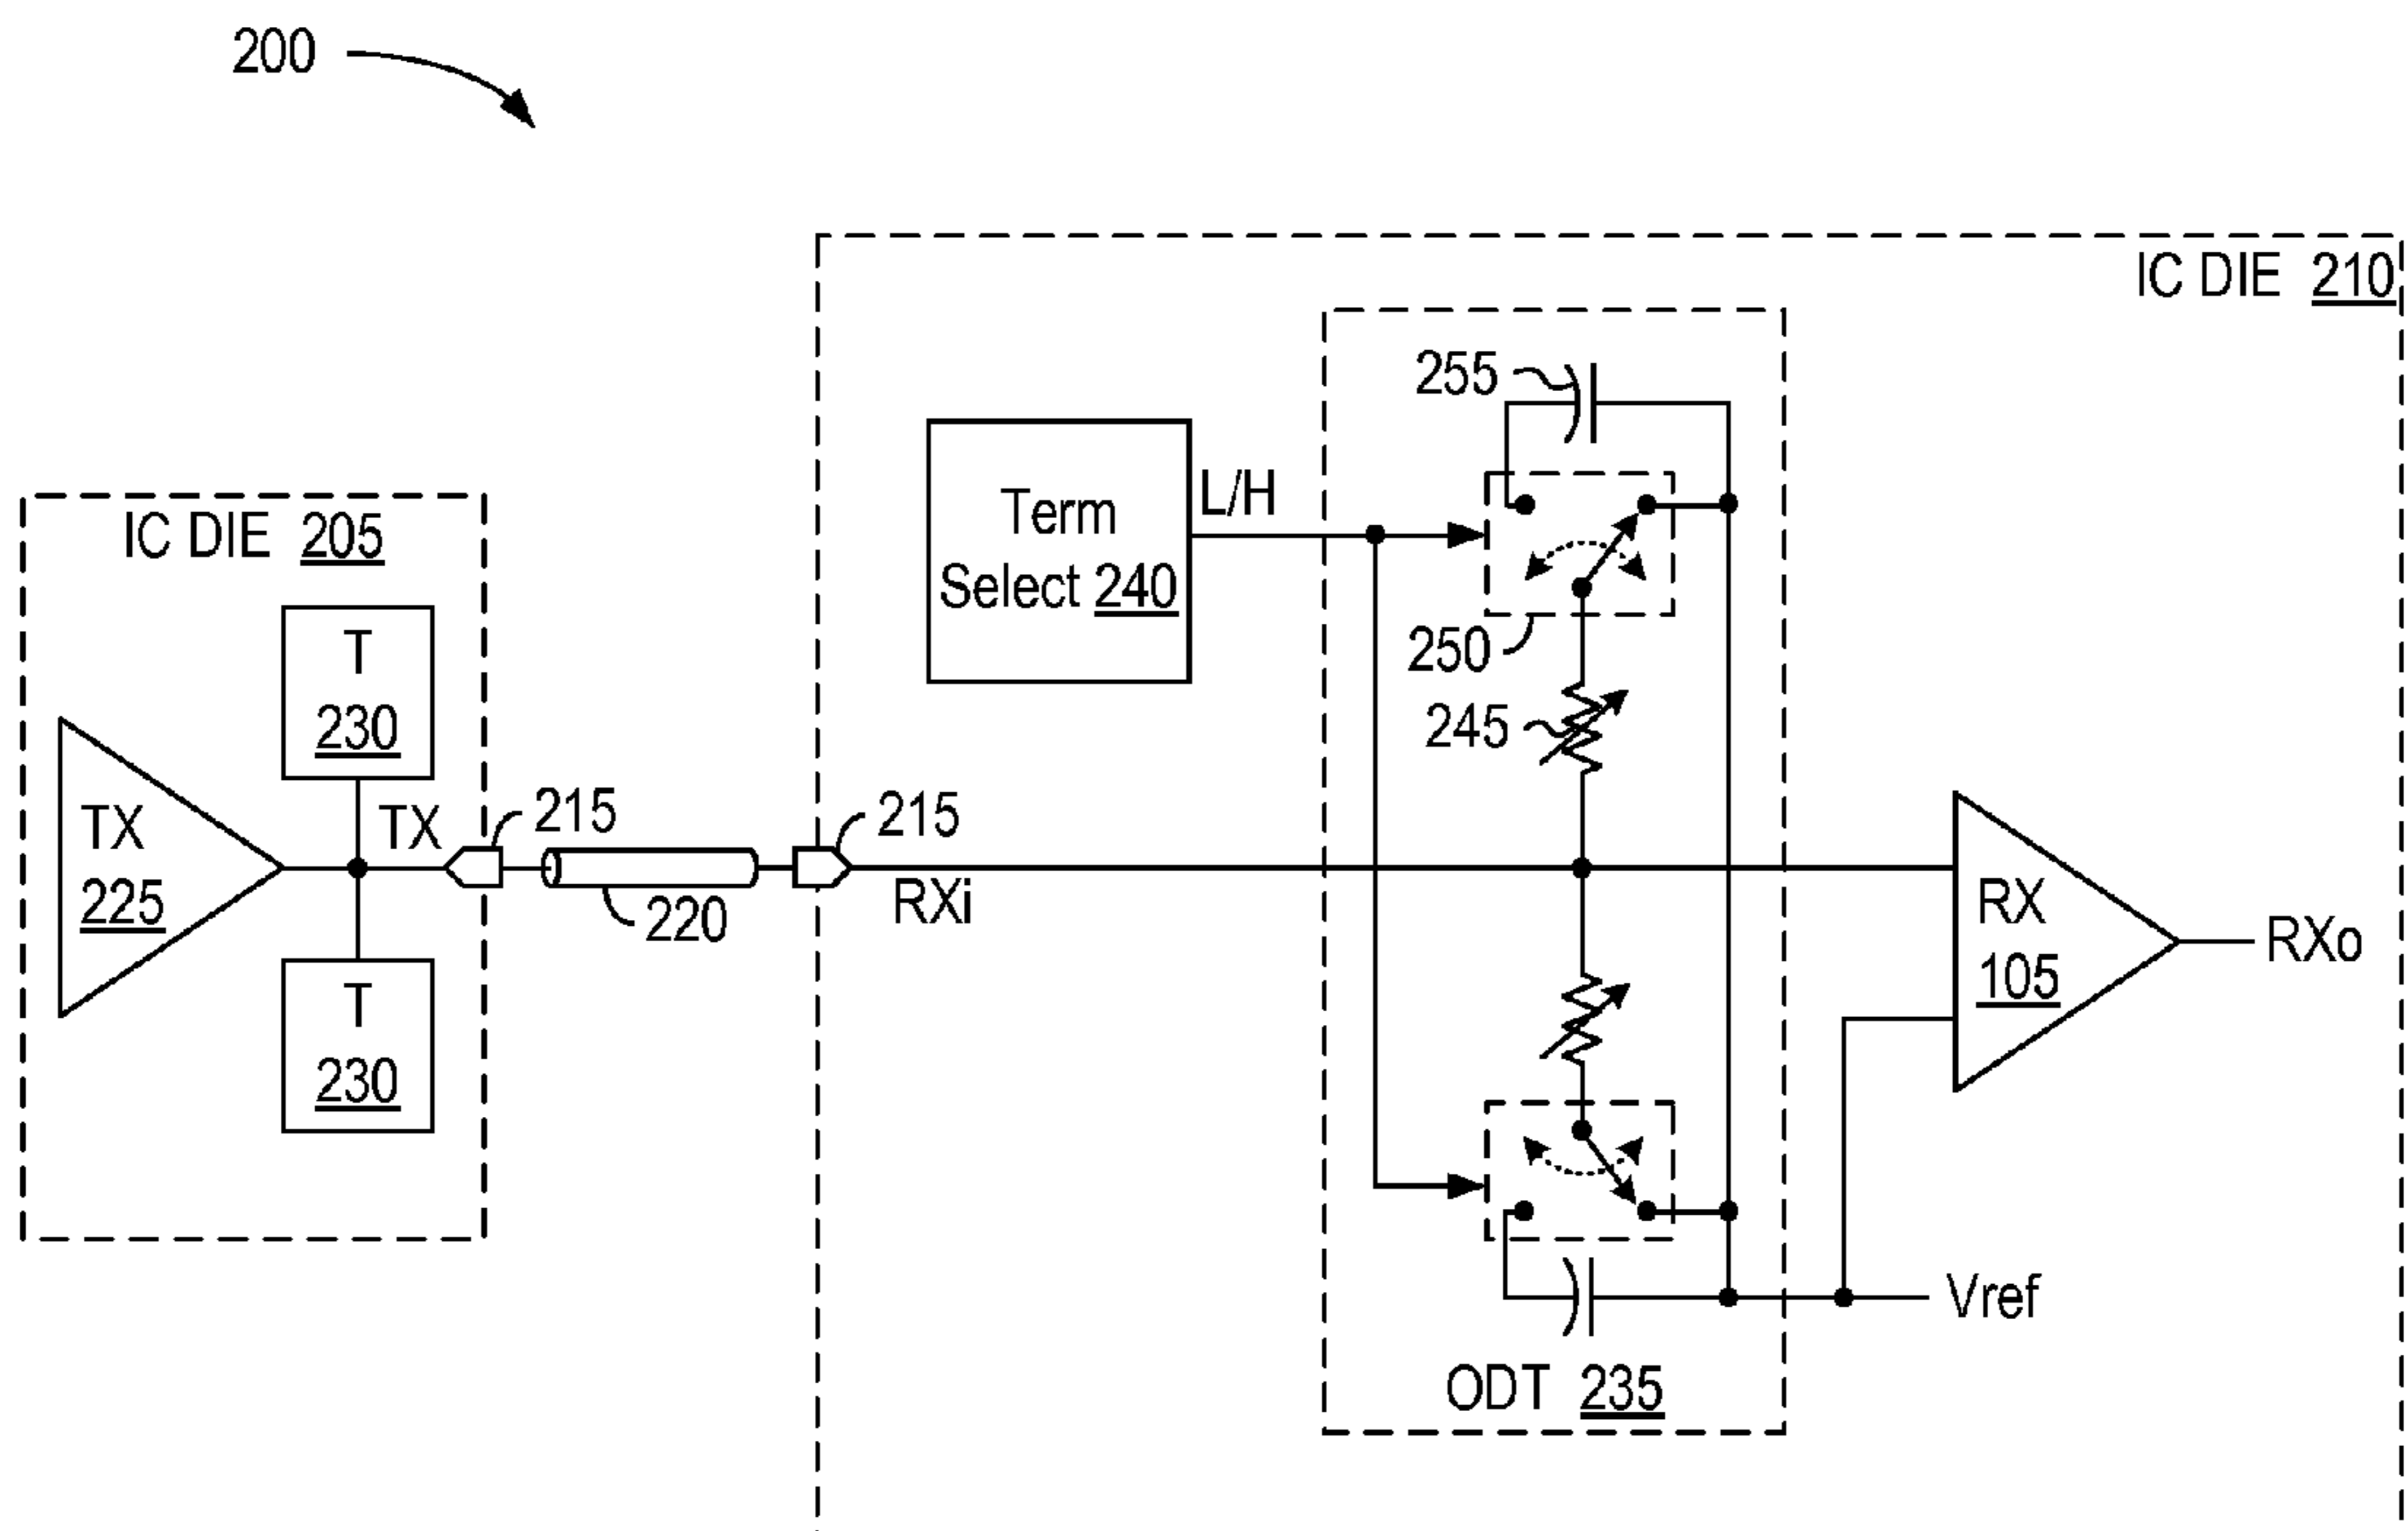 200
IC DIE 210
255
Term
Select 240
L/H
IC DIE 205
T
230
250
245
TX
225
TX
215
220
215
RXi
RX
105
RXo
T
230
Vref
ODT 235